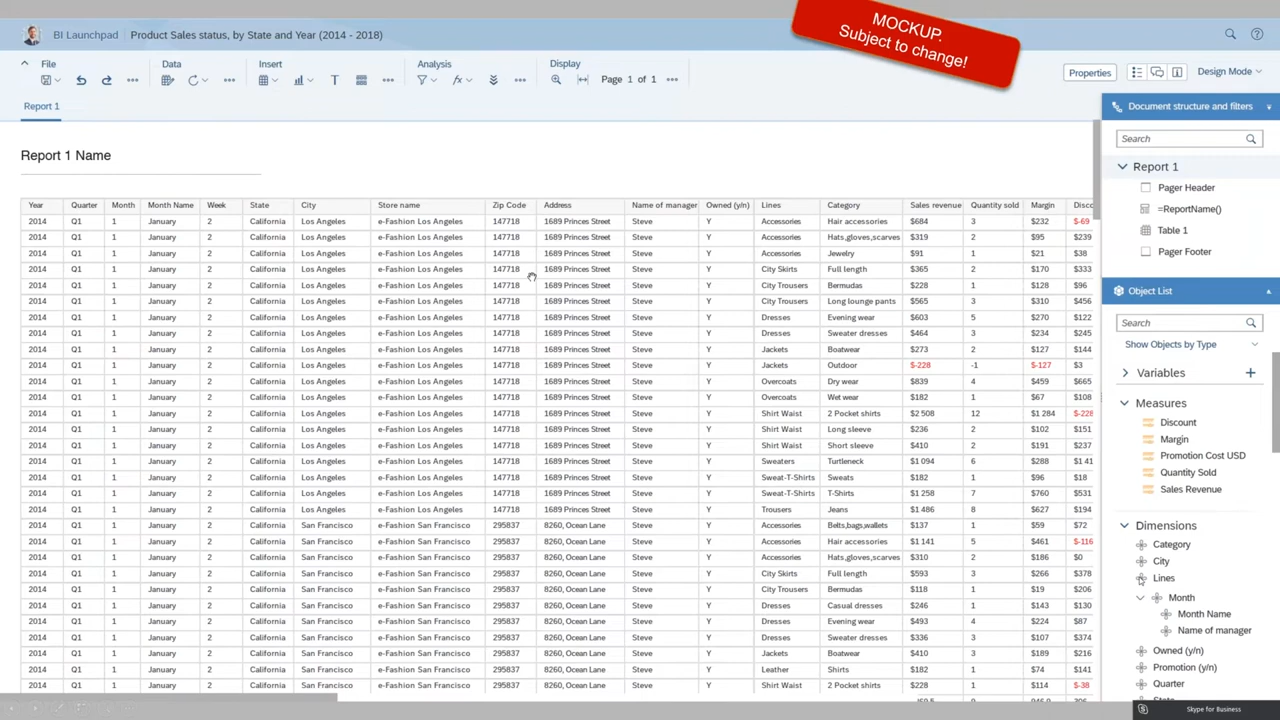 MOCKUP.
Subject to change!
BI Launchpad Product Sales status, by State and Year (2014 - 2018)
File Data Insert Analysis Display
Page 1 of 1
Properties Design Mode
Report 1
Report 1 Name
Year Quarter Month Month Name Week State City Store name Zip Code Address Name of manager Owned (y/n) Lines Category Sales revenue Quantity sold Margin Disco
2014 Q1 1 January 2 California Los Angeles e-Fashion Los Angeles 147718 1689 Princes Street Steve Y Accessories Hair accessories $684 3 $232 $-69
2014 Q1 1 January 2 California Los Angeles e-Fashion Los Angeles 147718 1689 Princes Street Steve Y Accessories Hats,gloves,scarves $319 2 $95 $239
2014 Q1 1 January 2 California Los Angeles e-Fashion Los Angeles 147718 1689 Princes Street Steve Y Accessories Jewelry $91 1 $21 $38
2014 Q1 1 January 2 California Los Angeles e-Fashion Los Angeles 147718 1689 Princes Street Steve Y City Skirts Full length $365 2 $170 $333
2014 Q1 1 January 2 California Los Angeles e-Fashion Los Angeles 147718 1689 Princes Street Steve Y City Trousers Bermudas $228 1 $128 $96
2014 Q1 1 January 2 California Los Angeles e-Fashion Los Angeles 147718 1689 Princes Street Steve Y City Trousers Long lounge pants $565 3 $310 $456
2014 Q1 1 January 2 California Los Angeles e-Fashion Los Angeles 147718 1689 Princes Street Steve Y Dresses Evening wear $603 5 $270 $122
2014 Q1 1 January 2 California Los Angeles e-Fashion Los Angeles 147718 1689 Princes Street Steve Y Dresses Sweater dresses $464 3 $234 $245
2014 Q1 1 January 2 California Los Angeles e-Fashion Los Angeles 147718 1689 Princes Street Steve Y Jackets Boatwear $273 2 $127 $144
2014 Q1 1 January 2 California Los Angeles e-Fashion Los Angeles 147718 1689 Princes Street Steve Y Jackets Outdoor $-228 -1 $-127 $3
2014 Q1 1 January 2 California Los Angeles e-Fashion Los Angeles 147718 1689 Princes Street Steve Y Overcoats Dry wear $839 4 $459 $665
2014 Q1 1 January 2 California Los Angeles e-Fashion Los Angeles 147718 1689 Princes Street Steve Y Overcoats Wet wear $182 1 $67 $108
2014 Q1 1 January 2 California Los Angeles e-Fashion Los Angeles 147718 1689 Princes Street Steve Y Shirt Waist 2 Pocket shirts $2 508 12 $1 284 $-228
2014 Q1 1 January 2 California Los Angeles e-Fashion Los Angeles 147718 1689 Princes Street Steve Y Shirt Waist Long sleeve $236 2 $102 $151
2014 Q1 1 January 2 California Los Angeles e-Fashion Los Angeles 147718 1689 Princes Street Steve Y Shirt Waist Short sleeve $410 2 $191 $237
2014 Q1 1 January 2 California Los Angeles e-Fashion Los Angeles 147718 1689 Princes Street Steve Y Sweaters Turtleneck $1 094 6 $288 $1 41
2014 Q1 1 January 2 California Los Angeles e-Fashion Los Angeles 147718 1689 Princes Street Steve Y Sweat-T-Shirts Sweats $182 1 $96 $18
2014 Q1 1 January 2 California Los Angeles e-Fashion Los Angeles 147718 1689 Princes Street Steve Y Sweat-T-Shirts T-Shirts $1 258 7 $760 $531
2014 Q1 1 January 2 California Los Angeles e-Fashion Los Angeles 147718 1689 Princes Street Steve Y Trousers Jeans $1 486 8 $627 $194
2014 Q1 1 January 2 California San Francisco e-Fashion San Francisco 295837 8260, Ocean Lane Steve Y Accessories Belts,bags,wallets $137 1 $59 $72
2014 Q1 1 January 2 California San Francisco e-Fashion San Francisco 295837 8260, Ocean Lane Steve Y Accessories Hair accessories $1 141 5 $461 $-116
2014 Q1 1 January 2 California San Francisco e-Fashion San Francisco 295837 8260, Ocean Lane Steve Y Accessories Hats,gloves,scarves $310 2 $186 $0
2014 Q1 1 January 2 California San Francisco e-Fashion San Francisco 295837 8260, Ocean Lane Steve Y City Skirts Full length $593 3 $266 $378
2014 Q1 1 January 2 California San Francisco e-Fashion San Francisco 295837 8260, Ocean Lane Steve Y City Trousers Bermudas $118 1 $19 $206
2014 Q1 1 January 2 California San Francisco e-Fashion San Francisco 295837 8260, Ocean Lane Steve Y Dresses Casual dresses $246 1 $143 $130
2014 Q1 1 January 2 California San Francisco e-Fashion San Francisco 295837 8260, Ocean Lane Steve Y Dresses Evening wear $493 4 $224 $87
2014 Q1 1 January 2 California San Francisco e-Fashion San Francisco 295837 8260, Ocean Lane Steve Y Dresses Sweater dresses $336 3 $107 $374
2014 Q1 1 January 2 California San Francisco e-Fashion San Francisco 295837 8260, Ocean Lane Steve Y Jackets Boatwear $410 3 $189 $216
2014 Q1 1 January 2 California San Francisco e-Fashion San Francisco 295837 8260, Ocean Lane Steve Y Leather Shirts $182 1 $74 $141
2014 Q1 1 January 2 California San Francisco e-Fashion San Francisco 295837 8260, Ocean Lane Steve Y Shirt Waist 2 Pocket shirts $228 1 $114 $-38
Document structure and filters
Search
Report 1
Pager Header
=ReportName()
Table 1
Pager Footer
Object List
Search
Show Objects by Type
Variables
Measures
Discount
Margin
Promotion Cost USD
Quantity Sold
Sales Revenue
Dimensions
Category
City
Lines
Month
Month Name
Name of manager
Owned (y/n)
Promotion (y/n)
Quarter
Skype for Business